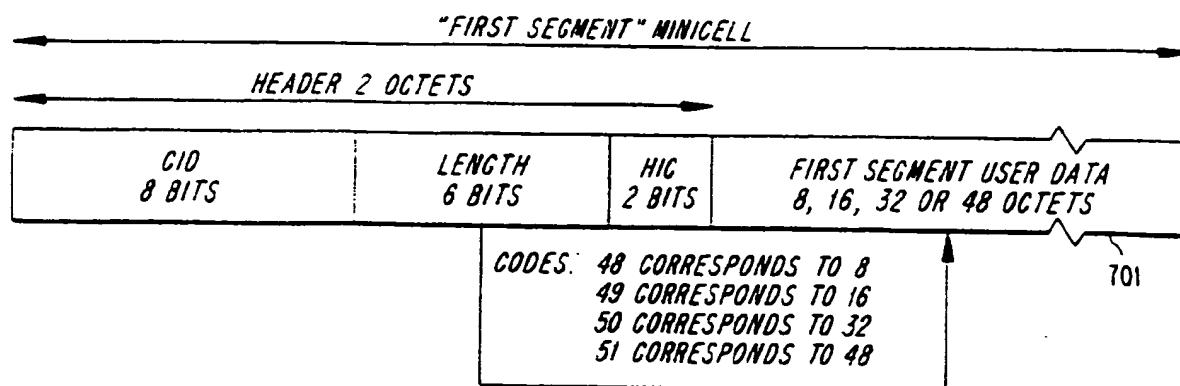 "FIRST SEGMENT" MINICELL
HEADER 2 OCTETS
CID
8 BITS
LENGTH
6 BITS
HIC
2 BITS
FIRST SEGMENT USER DATA
8, 16, 32 OR 48 OCTETS
701
CODES: 48 CORRESPONDS TO 8
49 CORRESPONDS TO 16
50 CORRESPONDS TO 32
51 CORRESPONDS TO 48